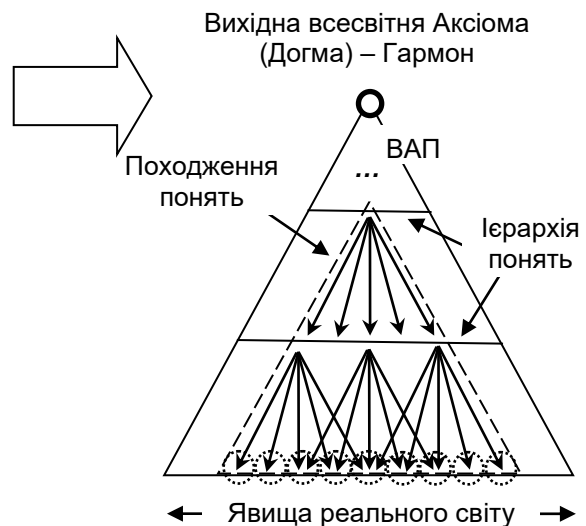 Вихідна всесвітня Аксіома
(Догма) – Гармон
ВАП
Походження
понять
...
Ієрархія
понять
Явища реального світу